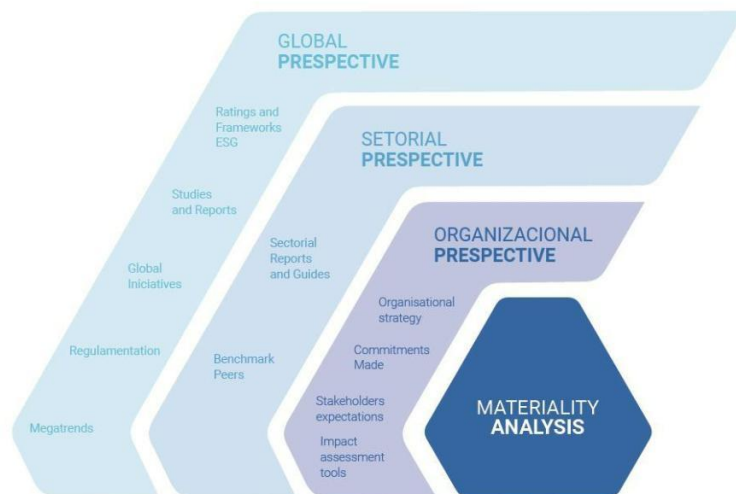 GLOBAL
PRESPECTIVE
Ratings and
Frameworks
ESG
Studies
and Reports
Global
Iniciatives
Regulamentation
Megatrends
SETORIAL
PRESPECTIVE
Sectorial
Reports
and Guides
Benchmark
Peers
ORGANIZACIONAL
PRESPECTIVE
Organisational
strategy
Commitments
Made
Stakeholders
expectations
Impact
assessment
tools
MATERIALITY
ANALYSIS